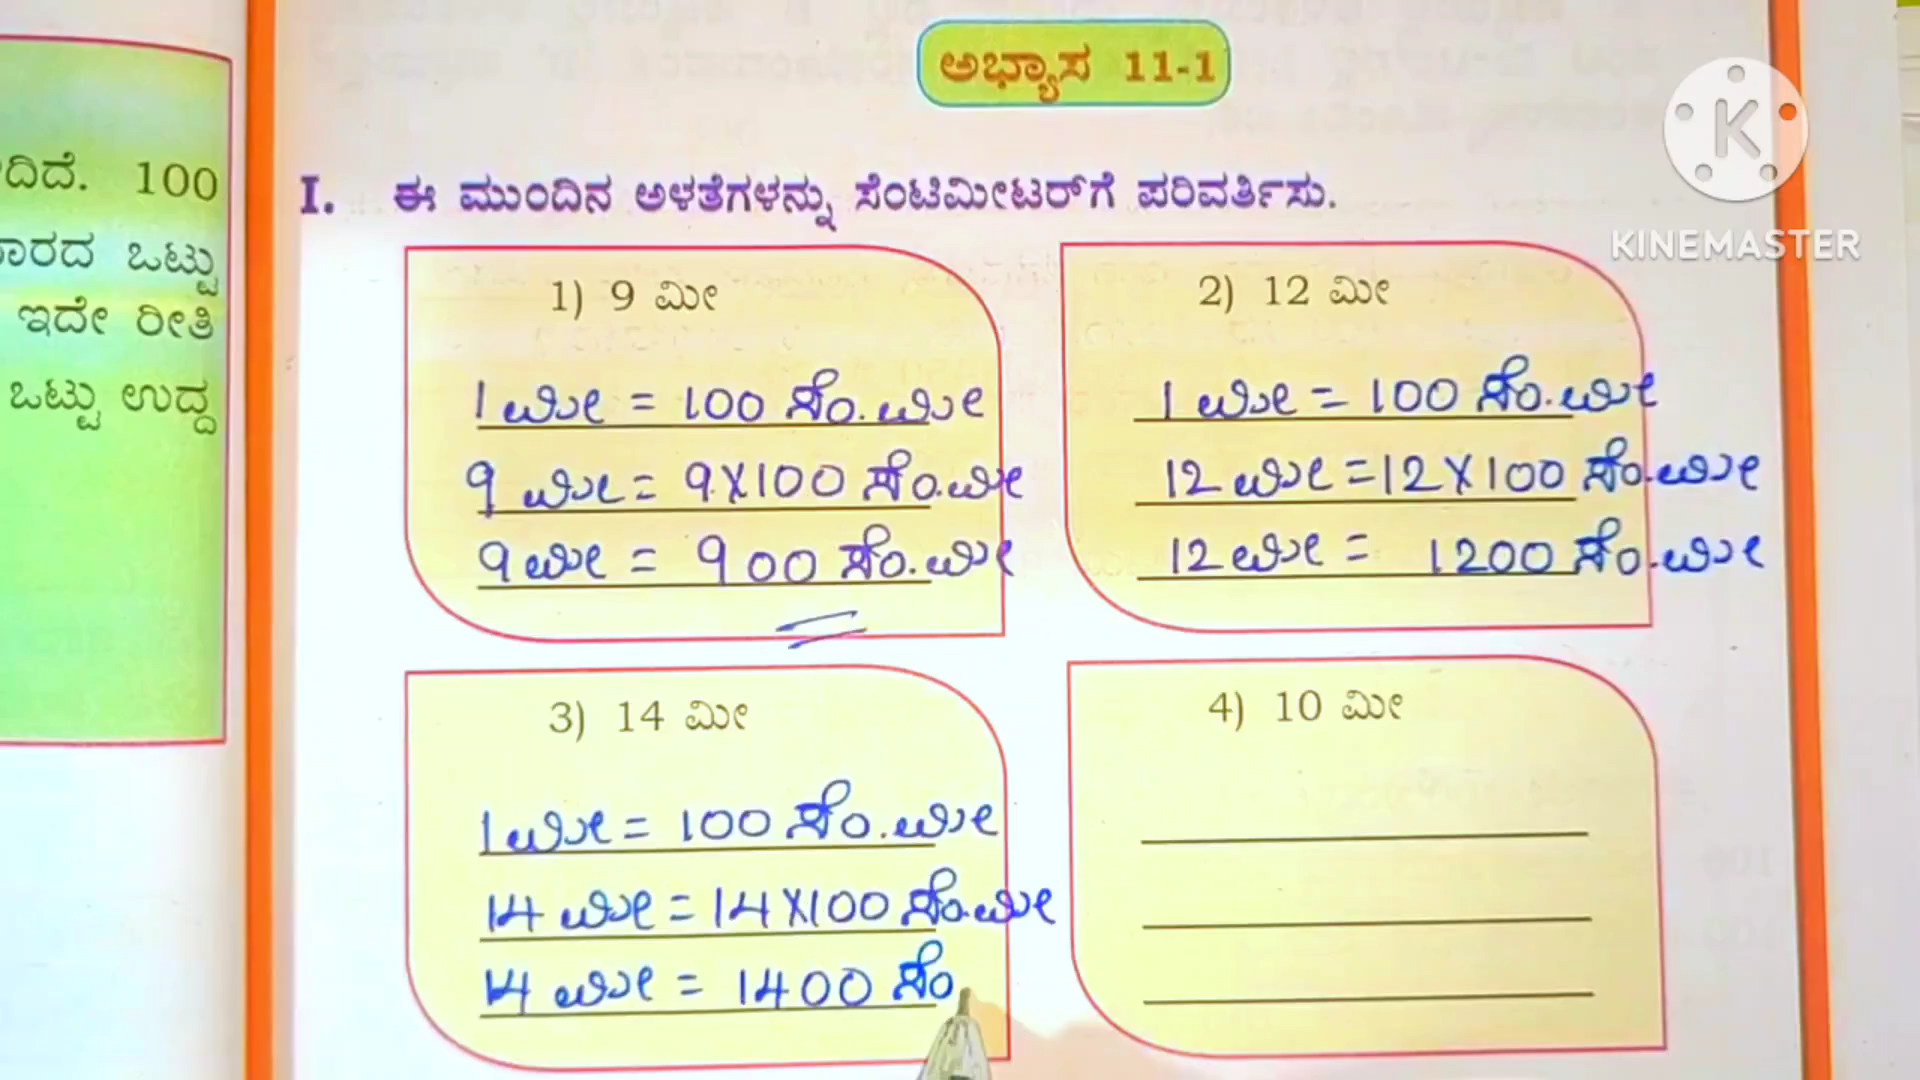 ಅಭ್ಯಾಸ 11-1
KINEMASTER
ದಿದೆ. 100
ಒಟ್ಟು
ಇದೇ ರೀತಿ
ಒಟ್ಟು ಉದ್ದ
I. ಈ ಮುಂದಿನ ಅಳತೆಗಳನ್ನು ಸೆಂಟಿಮೀಟರ್‌ಗೆ ಪರಿವರ್ತಿಸು.
1) 9 ಮೀ
1 ಮೀ = 100 ಸೆಂ.ಮೀ
9 ಮೀ = 9×100 ಸೆಂ.ಮೀ
9 ಮೀ = 900 ಸೆಂ.ಮೀ
2) 12 ಮೀ
1 ಮೀ = 100 ಸೆಂ.ಮೀ
12 ಮೀ = 12×100 ಸೆಂ.ಮೀ
12 ಮೀ = 1200 ಸೆಂ.ಮೀ
3) 14 ಮೀ
1 ಮೀ = 100 ಸೆಂ.ಮೀ
14 ಮೀ = 14×100 ಸೆಂ.ಮೀ
14 ಮೀ = 1400 ಸೆಂ
4) 10 ಮೀ